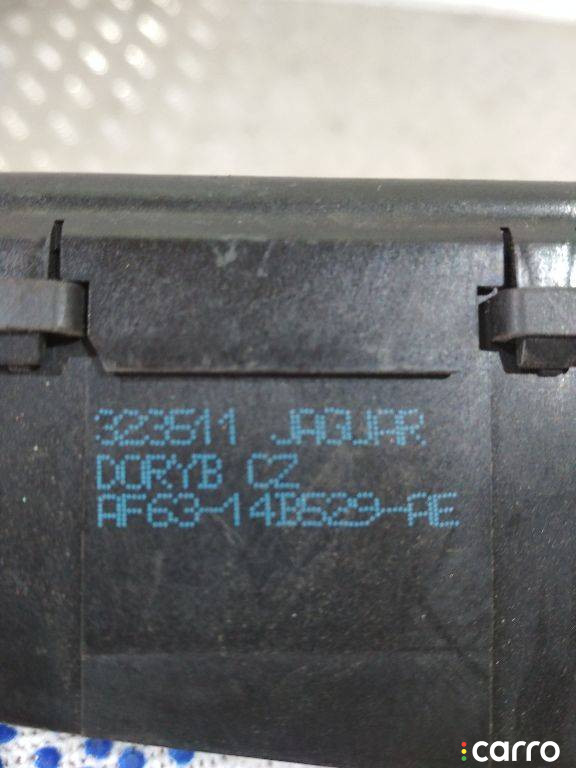 323511 JAGUAR
DORYB CZ
AF63-14B529-AE
carro